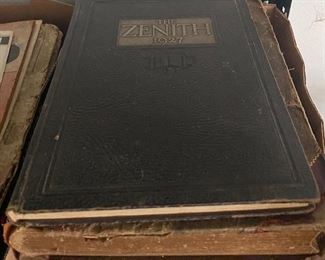 THE
ZENITH
1927